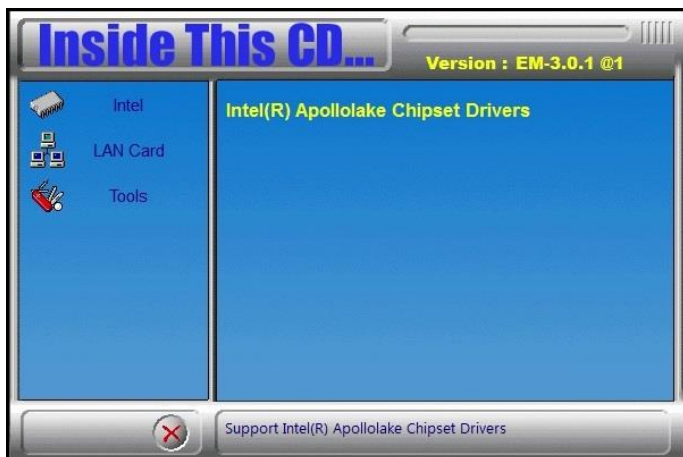 Inside This CD...
Version : EM-3.0.1 @1
Intel
LAN Card
Tools
Intel(R) Apollolake Chipset Drivers
Support Intel(R) Apollolake Chipset Drivers